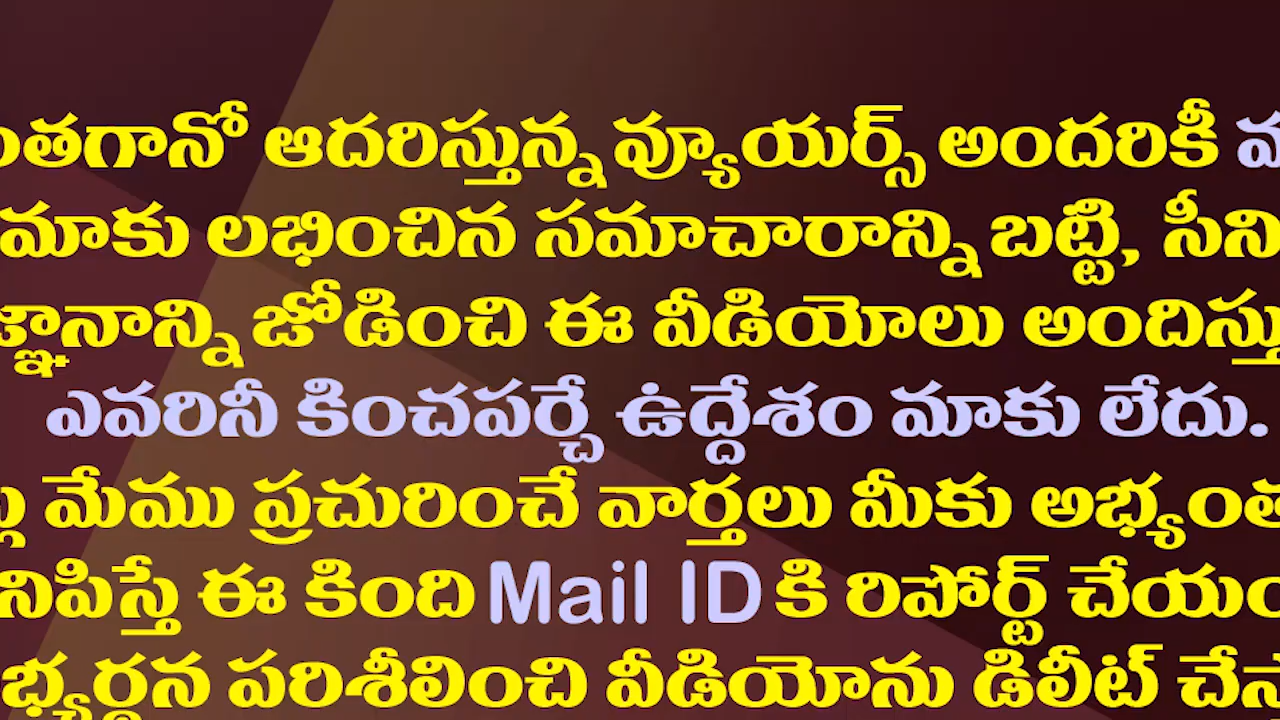 ంతగానో ఆదరిస్తున్న వ్యూయర్స్ అందరికీ
మాకు లభించిన సమాచారాన్ని బట్టి, సీని
జ్ఞానాన్ని జోడించి ఈ వీడియోలు అందిస్తు
ఎవరినీ కించపర్చే ఉద్దేశం మాకు లేదు.
మేము ప్రచురించే వార్తలు మీకు అభ్యంత
నిపిస్తే ఈ కింది Mail ID కి రిపోర్ట్ చేయం
భ్యర్థన పరిశీలించి వీడియోను డిలీట్ చేస